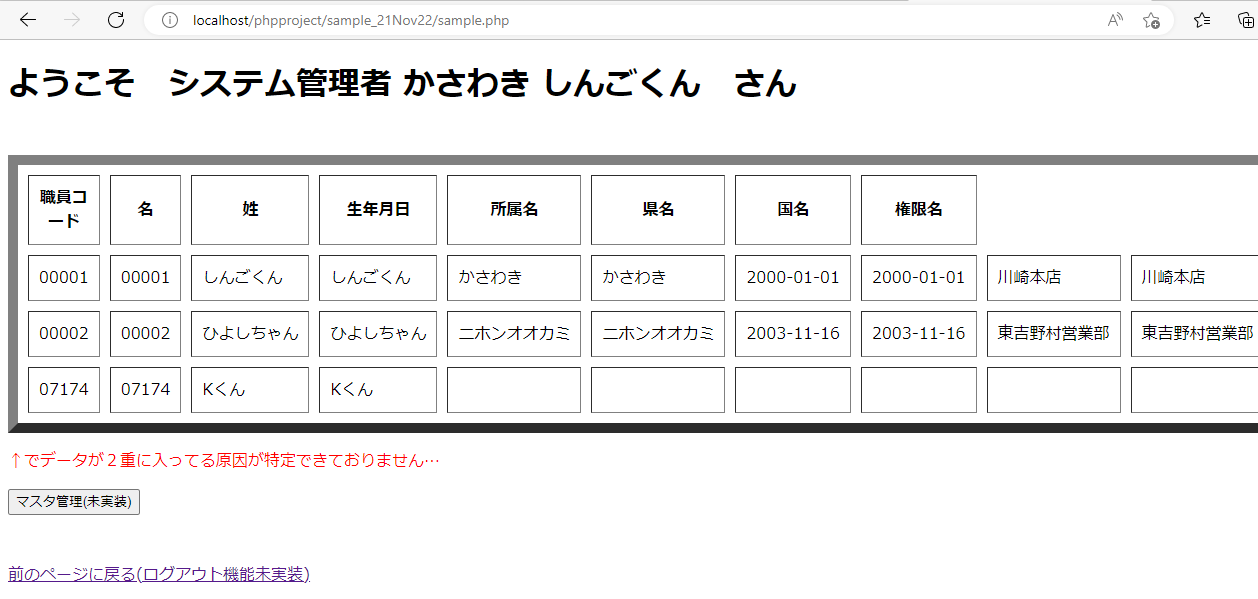 localhost/phpproject/sample_21Nov22/sample.php
ようこそ　システム管理者 かさわき しんごくん　さん
職員コード 名 姓 生年月日 所属名 県名 国名 権限名
00001 00001 しんごくん しんごくん かさわき かさわき 2000-01-01 2000-01-01 川崎本店 川崎本店
00002 00002 ひよしちゃん ひよしちゃん ニホンオオカミ ニホンオオカミ 2003-11-16 2003-11-16 東吉野村営業部 東吉野村営業部
07174 07174 Kくん Kくん
↑でデータが２重に入ってる原因が特定できておりません…
マスタ管理(未実装)
前のページに戻る(ログアウト機能未実装)